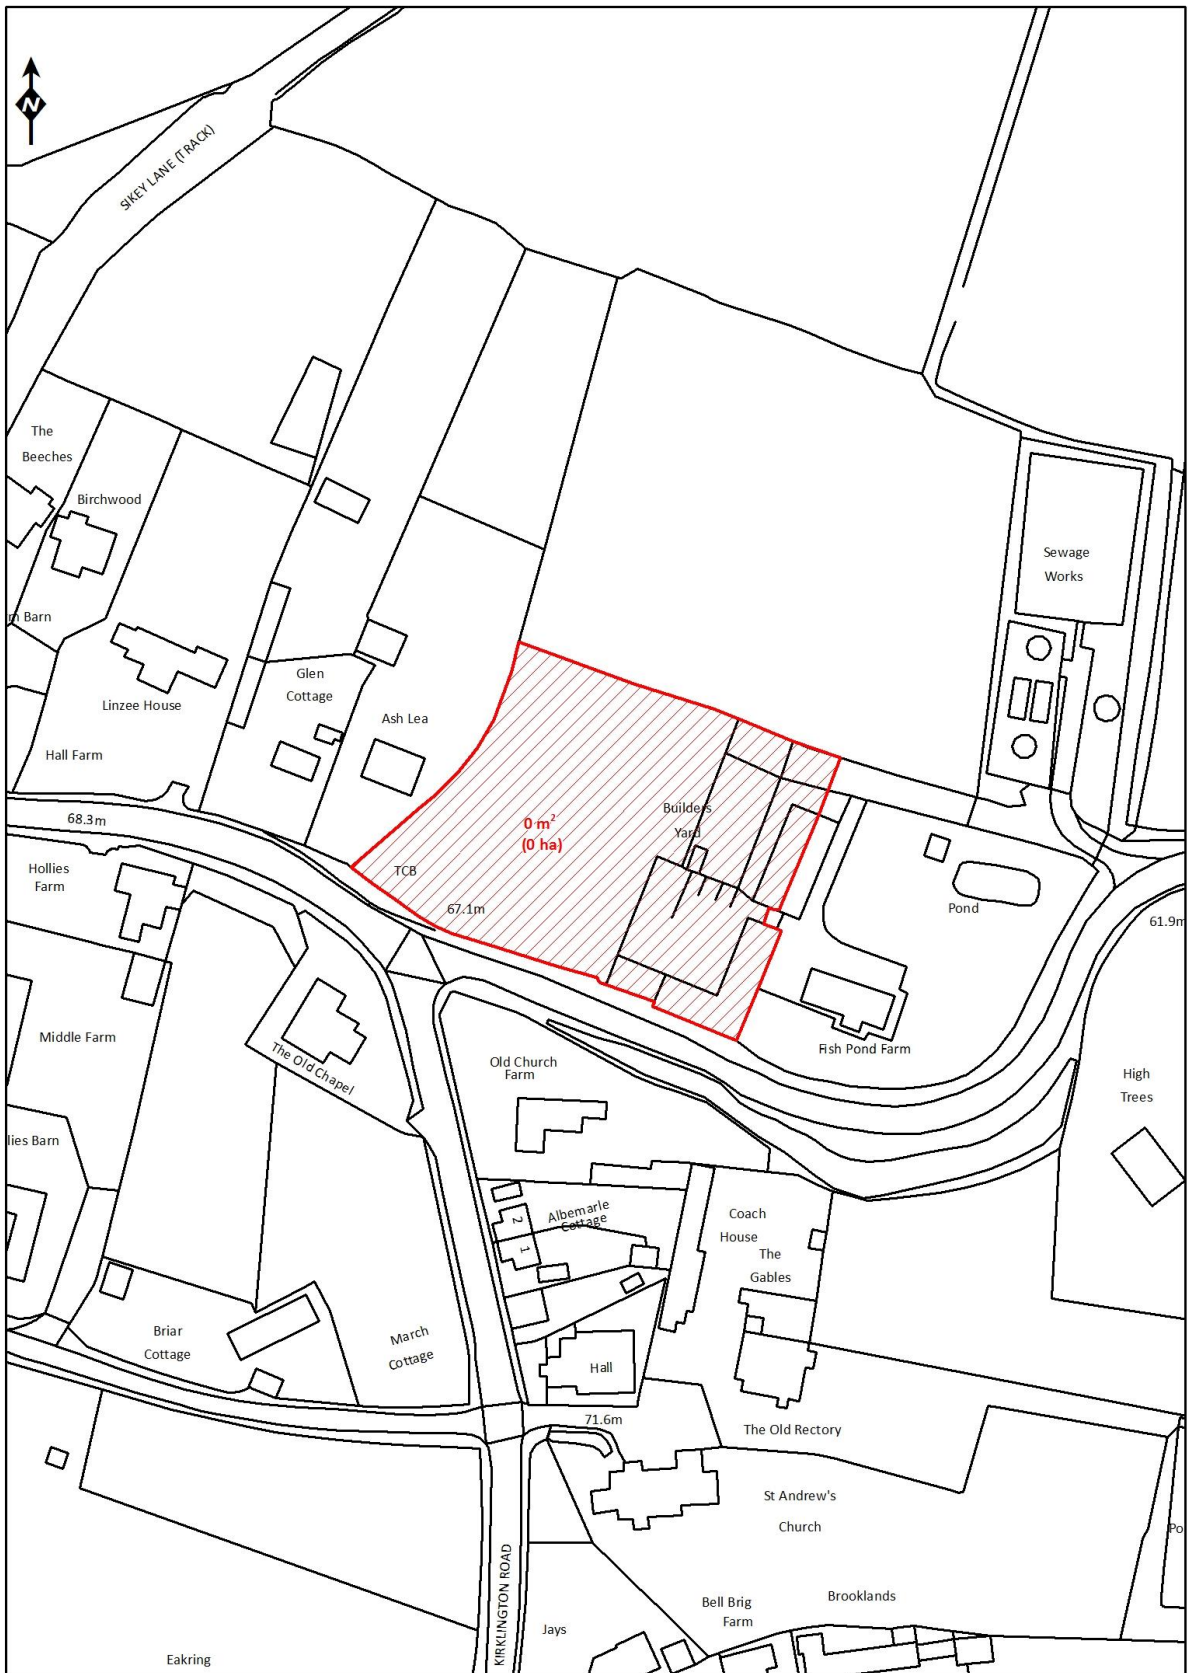 N
SIKEY LANE (TRACK)
The
Beeches
Birchwood
Sewage
Works
m Barn
Glen
Cottage
Linzee House
Ash Lea
Hall Farm
68.3m
Builders
Yard
0 m²
(0 ha)
Hollies
Farm
TCB
67.1m
Pond
61.9m
Middle Farm
The Old Chapel
Old Church
Farm
Fish Pond Farm
High
Trees
lies Barn
Albemarle
Cottage
2
1
Coach
House
The
Gables
Briar
Cottage
March
Cottage
Hall
71.6m
The Old Rectory
St Andrew's
Church
Po
KIRKLINGTON ROAD
Brooklands
Bell Brig
Farm
Jays
Eakring